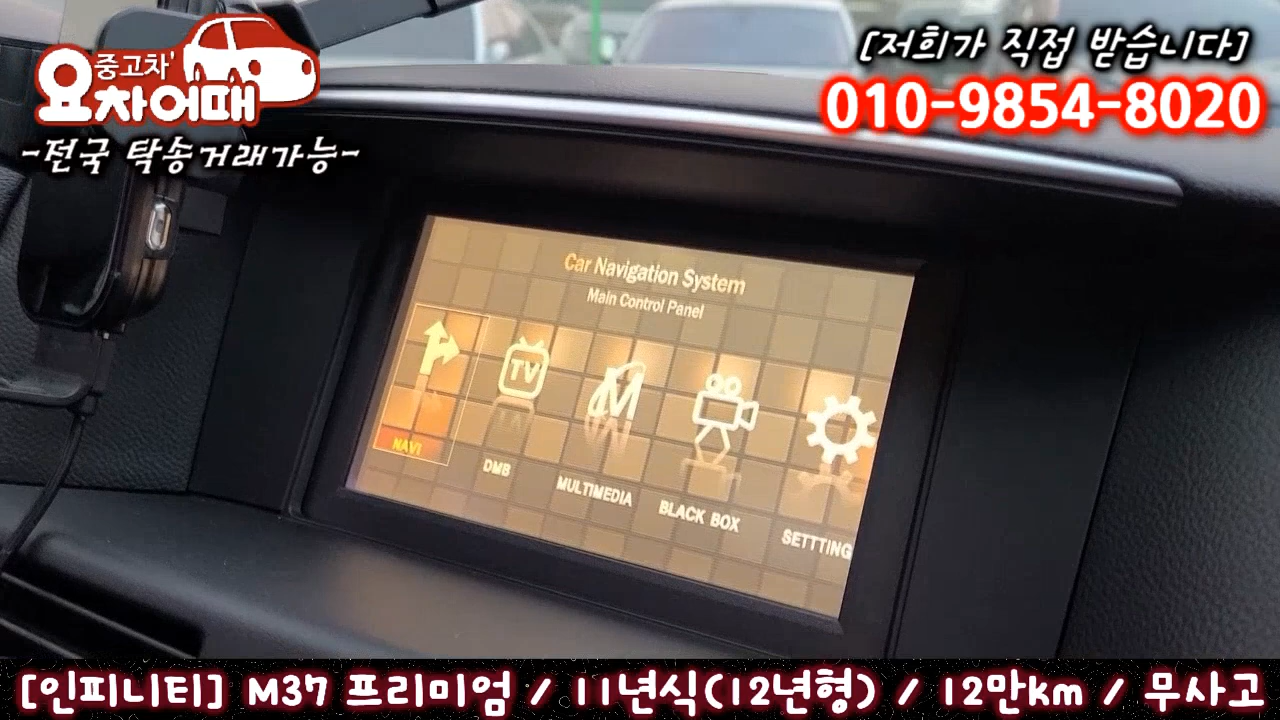 중고차'
요차어때
-전국 탁송거래가능-
[저희가 직접 받습니다]
010-9854-8020
Car Navigation System
Main Control Panel
TV
M
NAVI
DMB
MULTIMEDIA
BLACK BOX
SETTTING
[인피니티] M37 프리미엄 / 11년식(12년형) / 12만km / 무사고